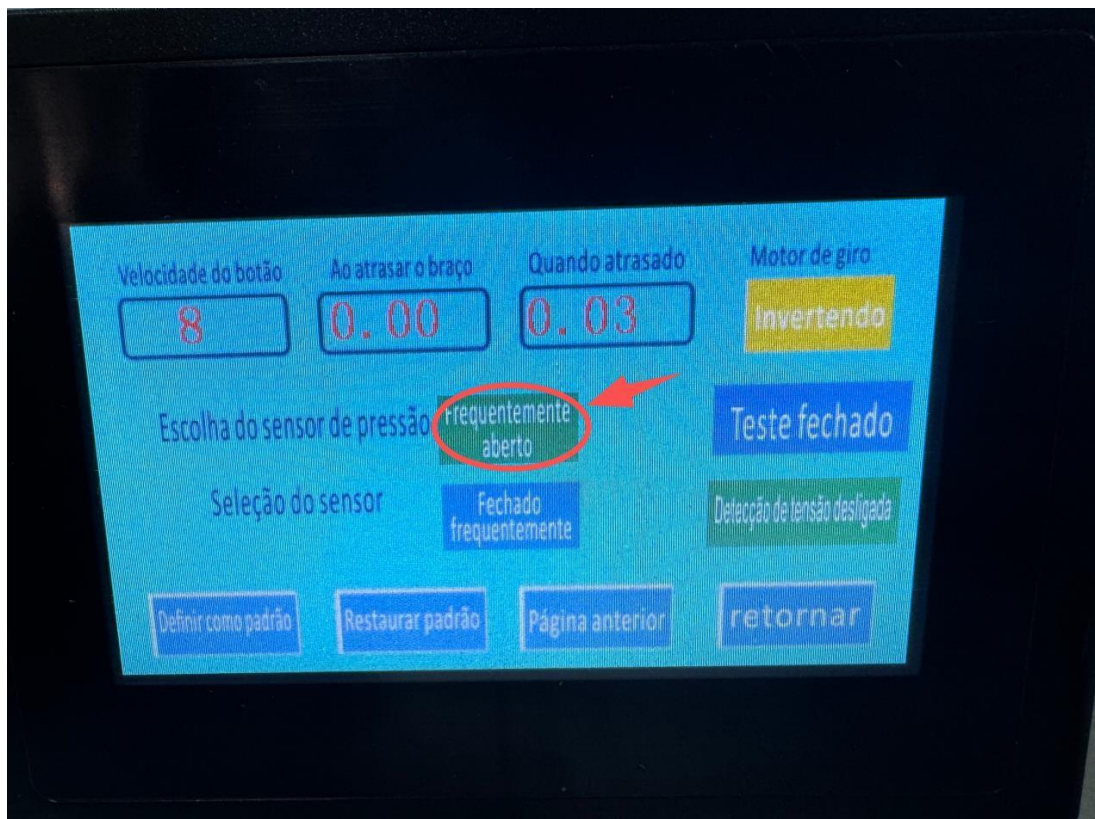 Velocidade do botão
Ao atrasar o braço
Quando atrasado
Motor de giro
8
0.00
0.03
Invertendo
Escolha do sensor de pressão
Frequentemente
aberto
Teste fechado
Seleção do sensor
Fechado
frequentemente
Detecção de tensão desligada
Definir como padrão
Restaurar padrão
Página anterior
retornar